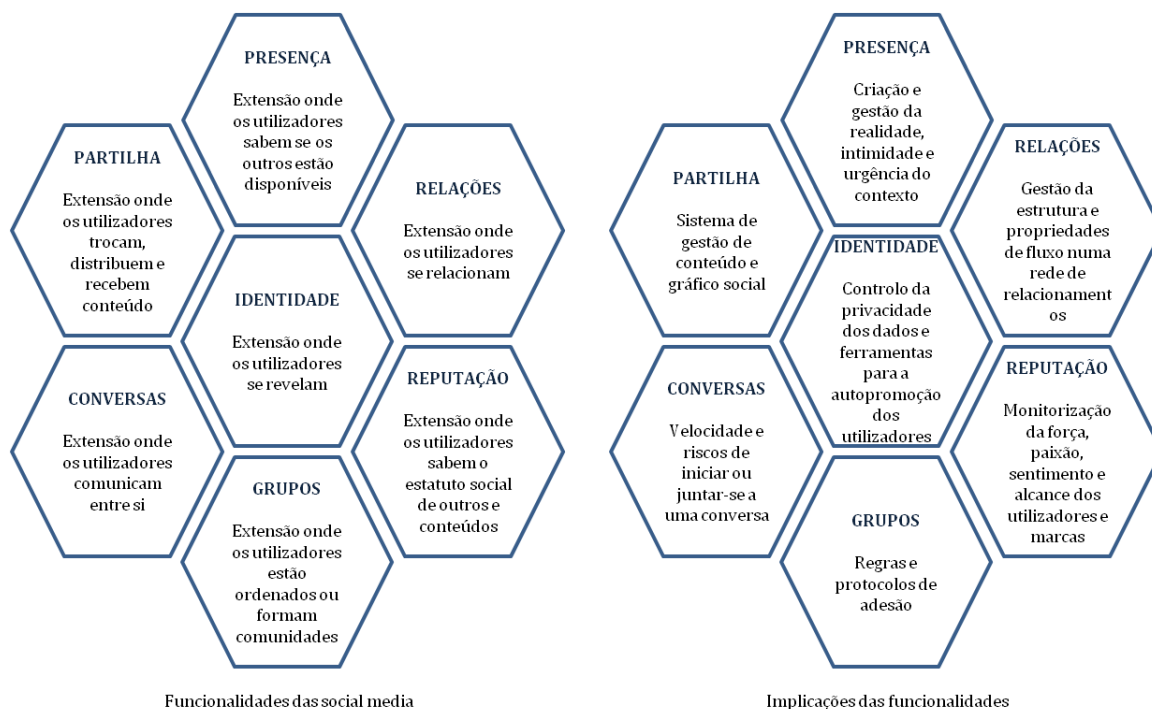 PRESENÇA
Extensão onde
os utilizadores
sabem se os
outros estão
disponíveis
PARTILHA
Extensão onde
os utilizadores
trocam,
distribuem e
recebem
conteúdo
RELAÇÕES
Extensão onde
os utilizadores
se relacionam
IDENTIDADE
Extensão onde
os utilizadores
se revelam
CONVERSAS
Extensão onde
os utilizadores
comunicam
entre si
REPUTAÇÃO
Extensão onde
os utilizadores
sabem o
estatuto social
de outros e
conteúdos
GRUPOS
Extensão onde
os utilizadores
estão
ordenados ou
formam
comunidades
Funcionalidades das social media
PRESENÇA
Criação e
gestão da
realidade,
intimidade e
urgência do
contexto
PARTILHA
Sistema de
gestão de
conteúdo e
gráfico social
RELAÇÕES
Gestão da
estrutura e
propriedades
de fluxo numa
rede de
relacionament
os
IDENTIDADE
Controlo da
privacidade
dos dados e
ferramentas
para a
autopromoção
dos
utilizadores
CONVERSAS
Velocidade e
riscos de
iniciar ou
juntar-se a
uma conversa
REPUTAÇÃO
Monitorização
da força,
paixão,
sentimento e
alcance dos
utilizadores e
marcas
GRUPOS
Regras e
protocolos de
adesão
Implicações das funcionalidades